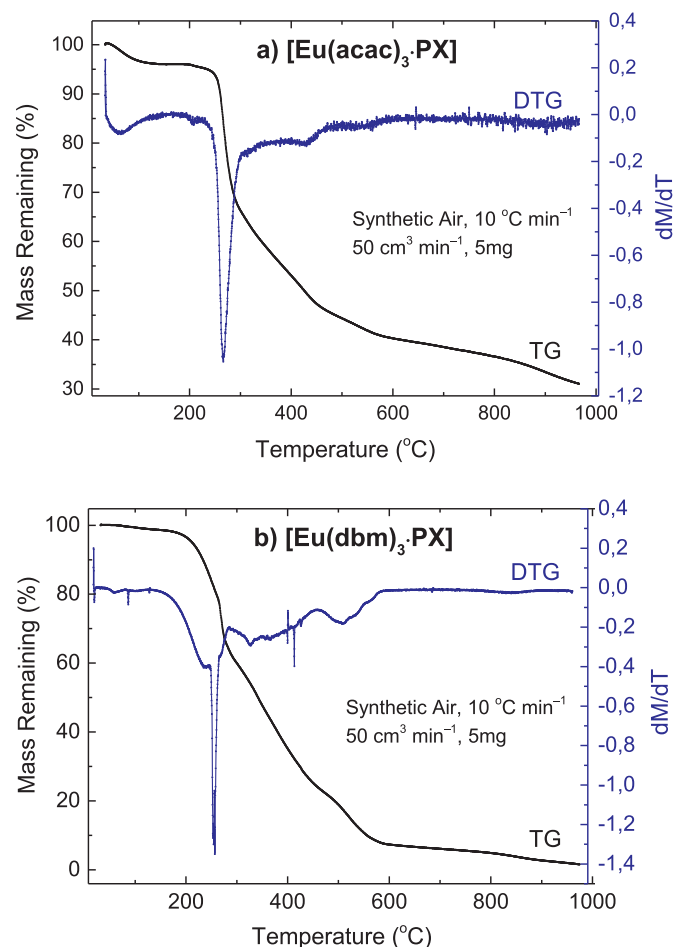 a) [Eu(acac)₃·PX]
100
90
80
70
60
50
40
30
Mass Remaining (%)
0,4
0,2
0,0
-0,2
-0,4
-0,6
-0,8
-1,0
-1,2
dM/dT
DTG
Synthetic Air, 10 °C min⁻¹
50 cm³ min⁻¹, 5mg
TG
200
400
600
800
1000
Temperature (°C)
b) [Eu(dbm)₃·PX]
100
80
60
40
20
0
Mass Remaining (%)
0,4
0,2
0,0
-0,2
-0,4
-0,6
-0,8
-1,0
-1,2
-1,4
dM/dT
DTG
Synthetic Air, 10 °C min⁻¹
50 cm³ min⁻¹, 5mg
TG
200
400
600
800
1000
Temperature (°C)